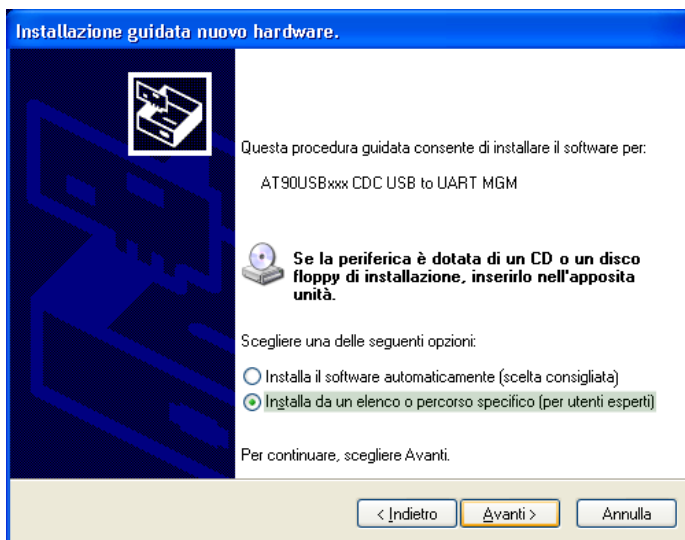 Installazione guidata nuovo hardware.
Questa procedura guidata consente di installare il software per:
AT90USBxxx CDC USB to UART MGM
Se la periferica è dotata di un CD o un disco
floppy di installazione, inserirlo nell'apposita
unità.
Scegliere una delle seguenti opzioni:
Installa il software automaticamente (scelta consigliata)
Installa da un elenco o percorso specifico (per utenti esperti)
Per continuare, scegliere Avanti.
< Indietro Avanti > Annulla